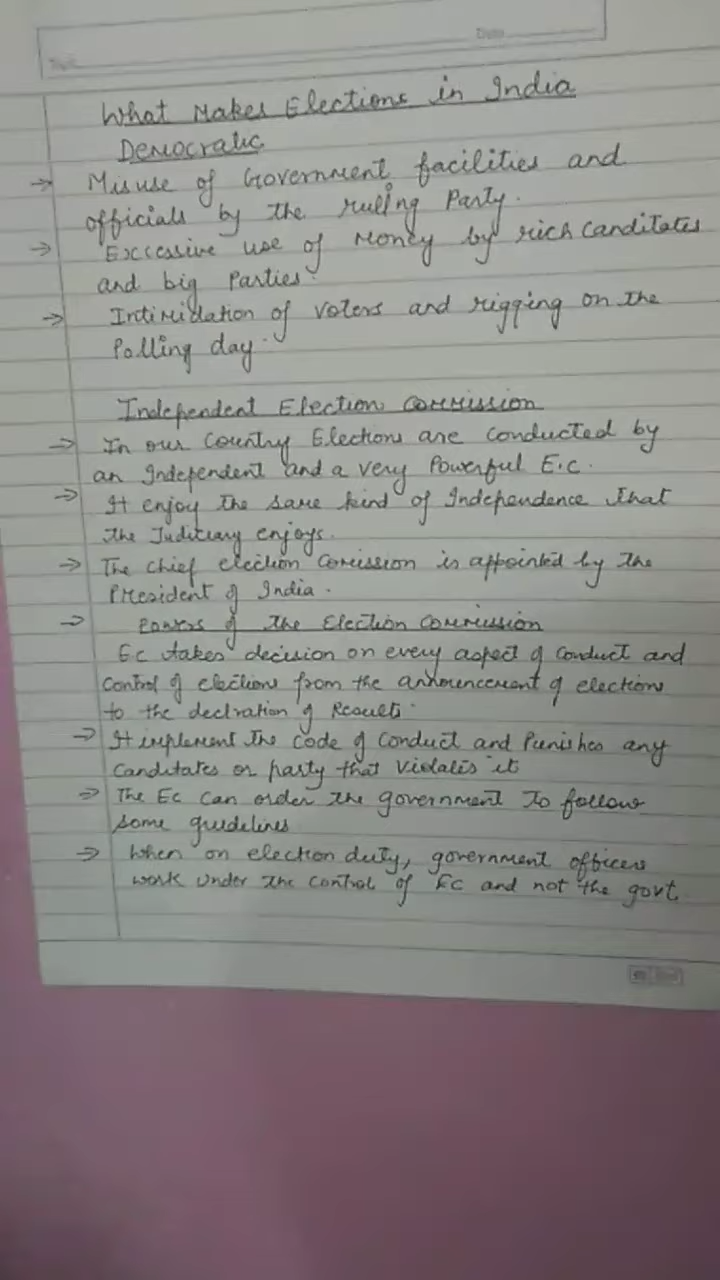 Date
What Makes Elections in India
Democratic
→ Misuse of Government facilities and
officials by the ruling Party.
→ Exccessive use of Money by rich canditates
and big Parties.
→ Intimidation of voters and rigging on the
Polling day.
Independent Election Commission
→ In our Country Elections are conducted by
an Independent and a very Powerful E.C.
→ It enjoy the same kind of Independence that
the Juditiary enjoys.
→ The chief election Comission is appointed by the
President of India.
→ Powers of the Election Commission
EC takes decision on every aspect of conduct and
control of elections from the announcement of elections
to the declration of Results.
→ It implement the code of Conduct and Punishes any
Canditates or party that violates it
→ The EC can order the government to follow
some guidelines
→ When on election duty, government officers
work under the control of EC and not the govt.